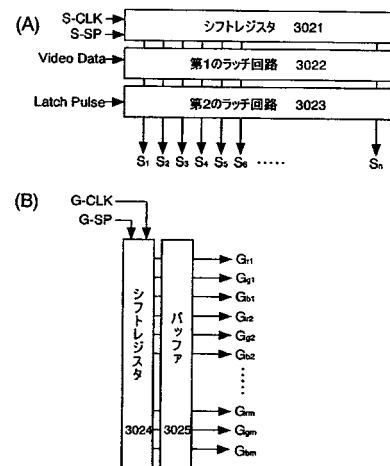 (A)
S-CLK
S-SP
シフトレジスタ 3021
Video Data
第1のラッチ回路 3022
Latch Pulse
第2のラッチ回路 3023
S1 S2 S3 S4 S5 S6 ····· Sn
(B)
G-CLK
G-SP
シフトレジスタ
3024
バッファ
3025
Gr1
Gg1
Gb1
Gr2
Gg2
Gb2
Grm
Ggm
Gbm